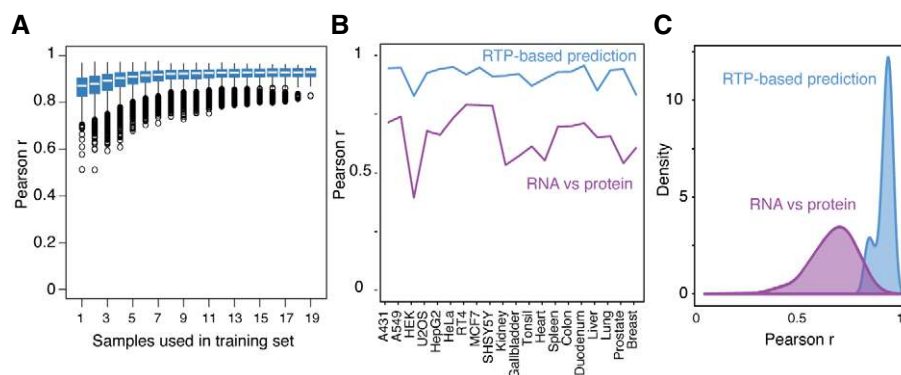 A
Pearson r
1
0.8
0.6
0.4
0.2
0
1 3 5 7 9 11 13 15 17 19
Samples used in training set
B
Pearson r
1
0.5
0
RTP-based prediction
RNA vs protein
A431
A549
HEK
U2OS
HepG2
HeLa
RT4
MCF7
SHSY5Y
Kidney
Gallbladder
Tonsil
Heart
Spleen
Colon
Duodenum
Liver
Lung
Prostate
Breast
C
RTP-based prediction
RNA vs protein
Density
10
5
0
0 0.5 1
Pearson r